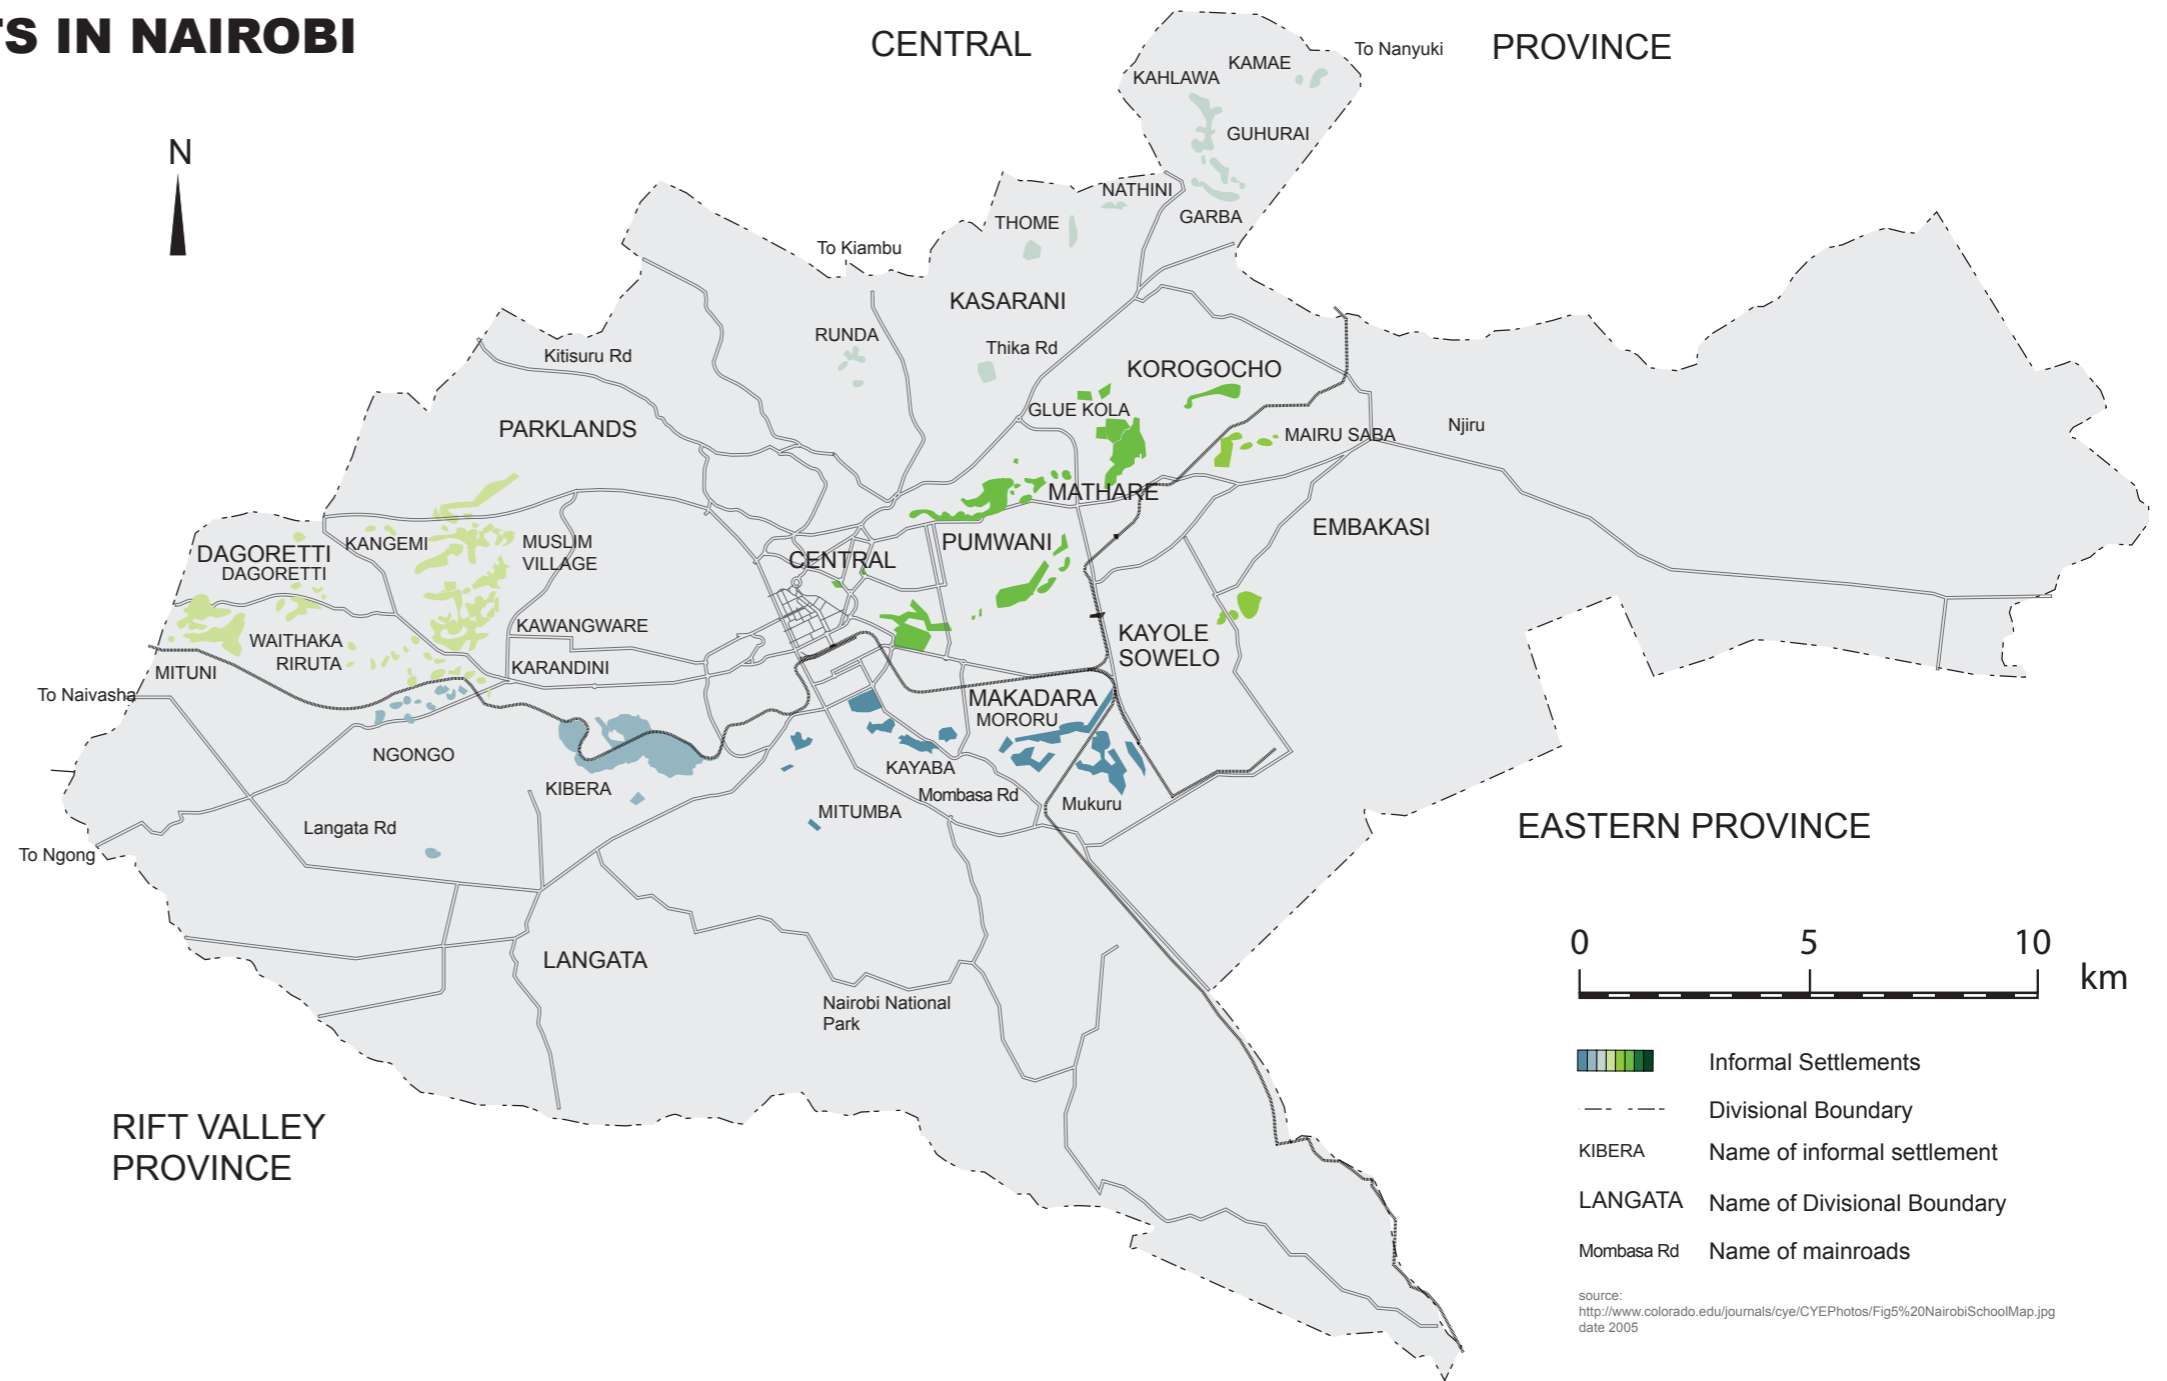 TS IN NAIROBI
CENTRAL
PROVINCE
To Nanyuki
KAMAE
KAHLAWA
GUHURAI
N
NATHINI
GARBA
THOME
To Kiambu
KASARANI
RUNDA
Thika Rd
Kitisuru Rd
KOROGOCHO
GLUE KOLA
PARKLANDS
MAIRU SABA
Njiru
MATHARE
EMBAKASI
KANGEMI
MUSLIM
VILLAGE
DAGORETTI
DAGORETTI
CENTRAL
PUMWANI
KAWANGWARE
WAITHAKA
RIRUTA
KARANDINI
MITUNI
KAYOLE
SOWELO
To Naivasha
MAKADARA
MORORU
NGONGO
KAYABA
KIBERA
Mombasa Rd
Mukuru
MITUMBA
Langata Rd
To Ngong
EASTERN PROVINCE
LANGATA
Nairobi National
Park
0 5 10
km
RIFT VALLEY
PROVINCE
Informal Settlements
Divisional Boundary
KIBERA Name of informal settlement
LANGATA Name of Divisional Boundary
Mombasa Rd Name of mainroads
source:
http://www.colorado.edu/journals/cye/CYEPhotos/Fig5%20NairobiSchoolMap.jpg
date 2005